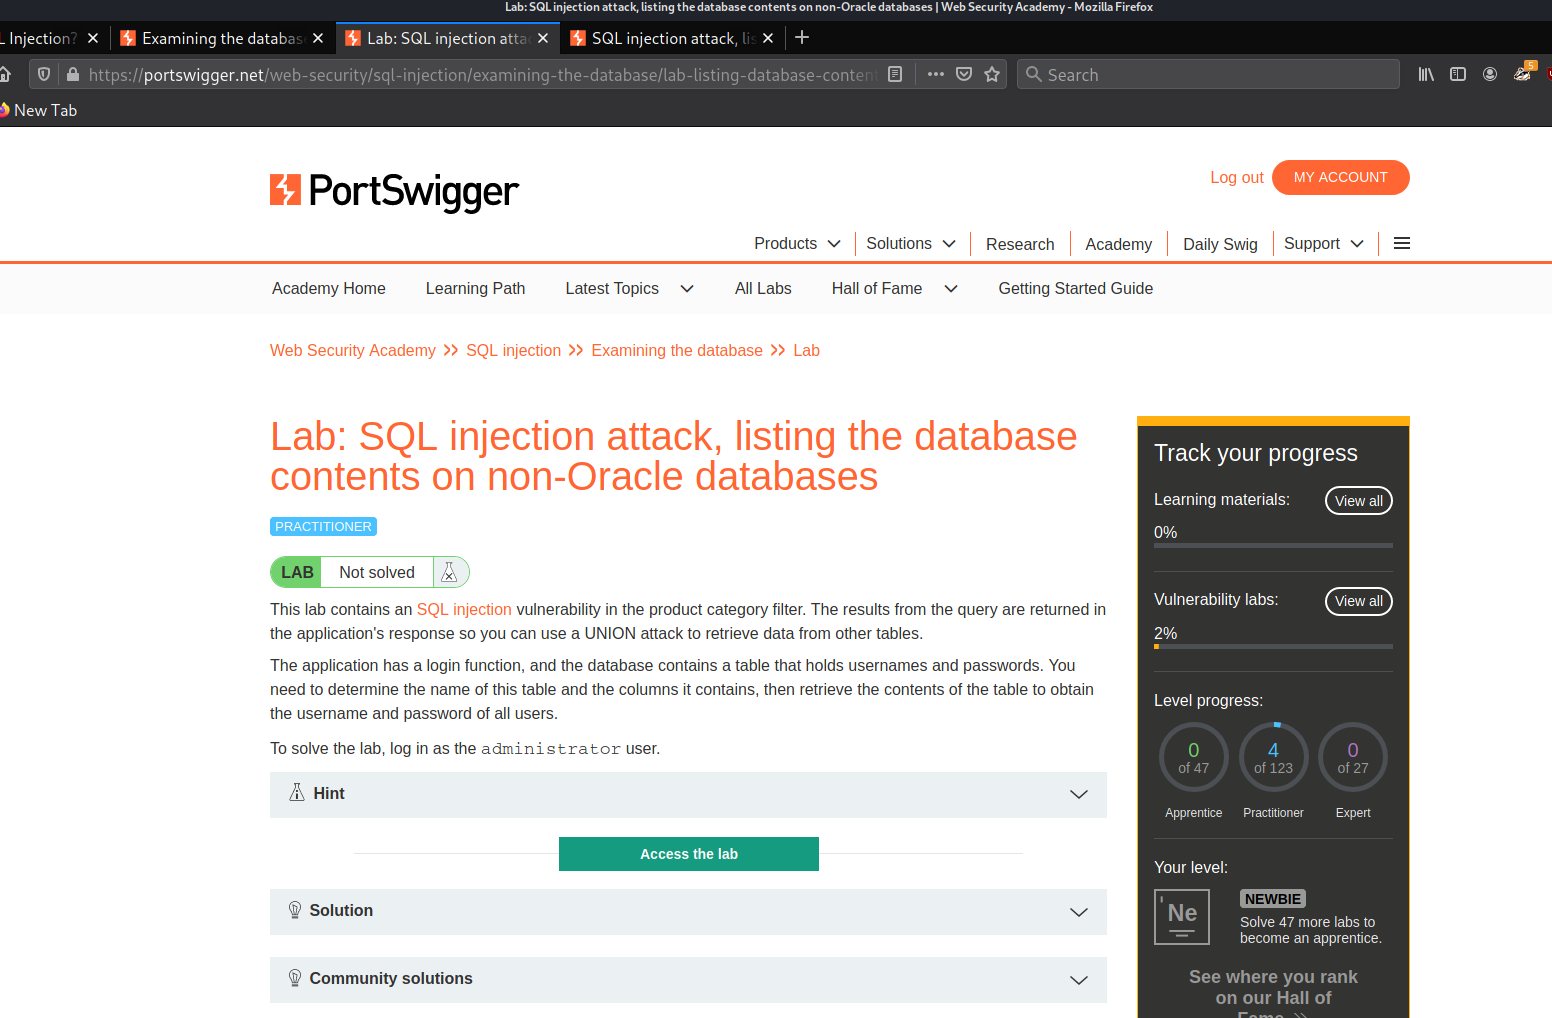 Lab: SQL injection attack, listing the database contents on non-Oracle databases | Web Security Academy - Mozilla Firefox
L Injection?
Examining the databas
Lab: SQL injection atta
SQL injection attack, lis
https://portswigger.net/web-security/sql-injection/examining-the-database/lab-listing-database-content
Search
5
New Tab
PortSwigger
Log out
MY ACCOUNT
Products
Solutions
Research
Academy
Daily Swig
Support
Academy Home
Learning Path
Latest Topics
All Labs
Hall of Fame
Getting Started Guide
Web Security Academy >> SQL injection >> Examining the database >> Lab
Lab: SQL injection attack, listing the database
contents on non-Oracle databases
PRACTITIONER
LAB Not solved
This lab contains an SQL injection vulnerability in the product category filter. The results from the query are returned in
the application's response so you can use a UNION attack to retrieve data from other tables.
The application has a login function, and the database contains a table that holds usernames and passwords. You
need to determine the name of this table and the columns it contains, then retrieve the contents of the table to obtain
the username and password of all users.
To solve the lab, log in as the administrator user.
Hint
Access the lab
Solution
Community solutions
Track your progress
Learning materials:
View all
0%
Vulnerability labs:
View all
2%
Level progress:
0
of 47
4
of 123
0
of 27
Apprentice
Practitioner
Expert
Your level:
Ne
NEWBIE
Solve 47 more labs to
become an apprentice.
See where you rank
on our Hall of
Fame >>